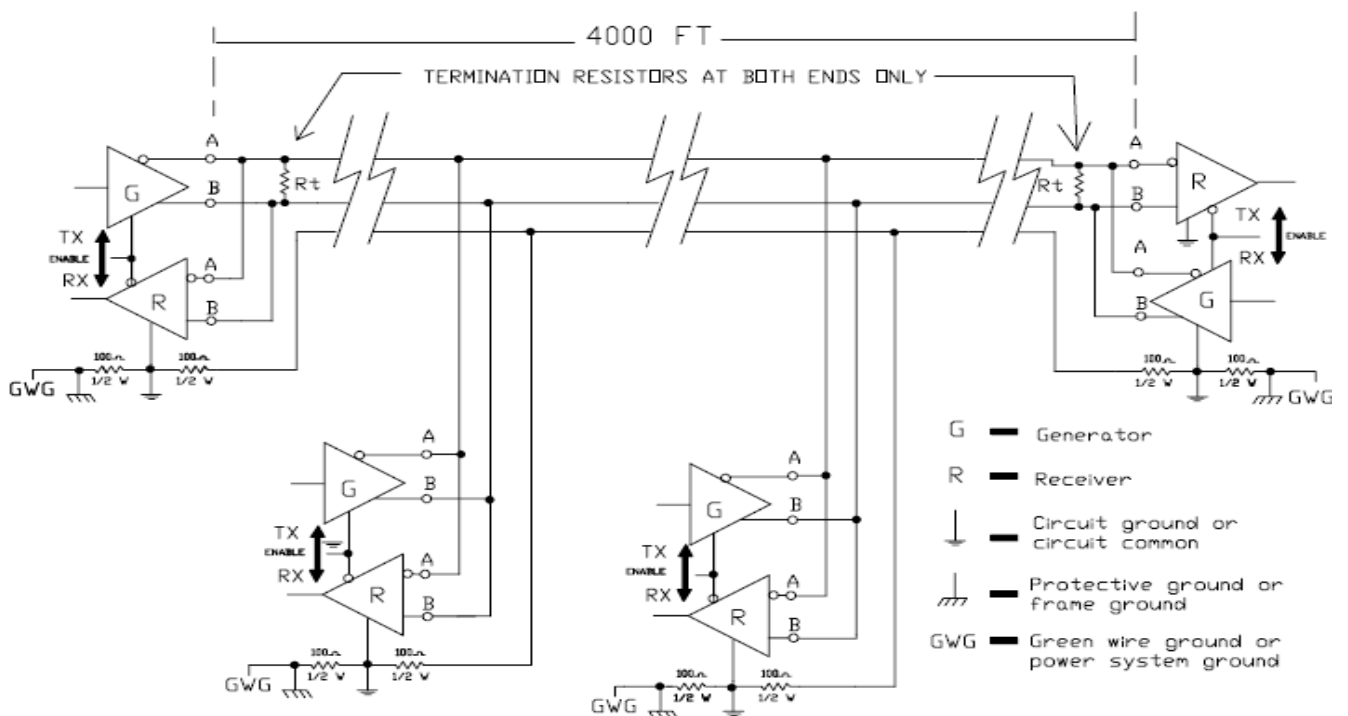 4000 FT
TERMINATION RESISTORS AT BOTH ENDS ONLY
A
G
B
Rt
TX
ENABLE
RX
A
R
B
100Ω
1/2 W
100Ω
1/2 W
GWG
A
Rt
B
R
TX
ENABLE
RX
A
G
B
100Ω
1/2 W
100Ω
1/2 W
GWG
A
G
B
TX
ENABLE
RX
A
R
B
100Ω
1/2 W
100Ω
1/2 W
GWG
A
G
B
TX
ENABLE
RX
A
R
B
100Ω
1/2 W
100Ω
1/2 W
GWG
G Generator
R Receiver
Circuit ground or
circuit common
Protective ground or
frame ground
GWG Green wire ground or
power system ground